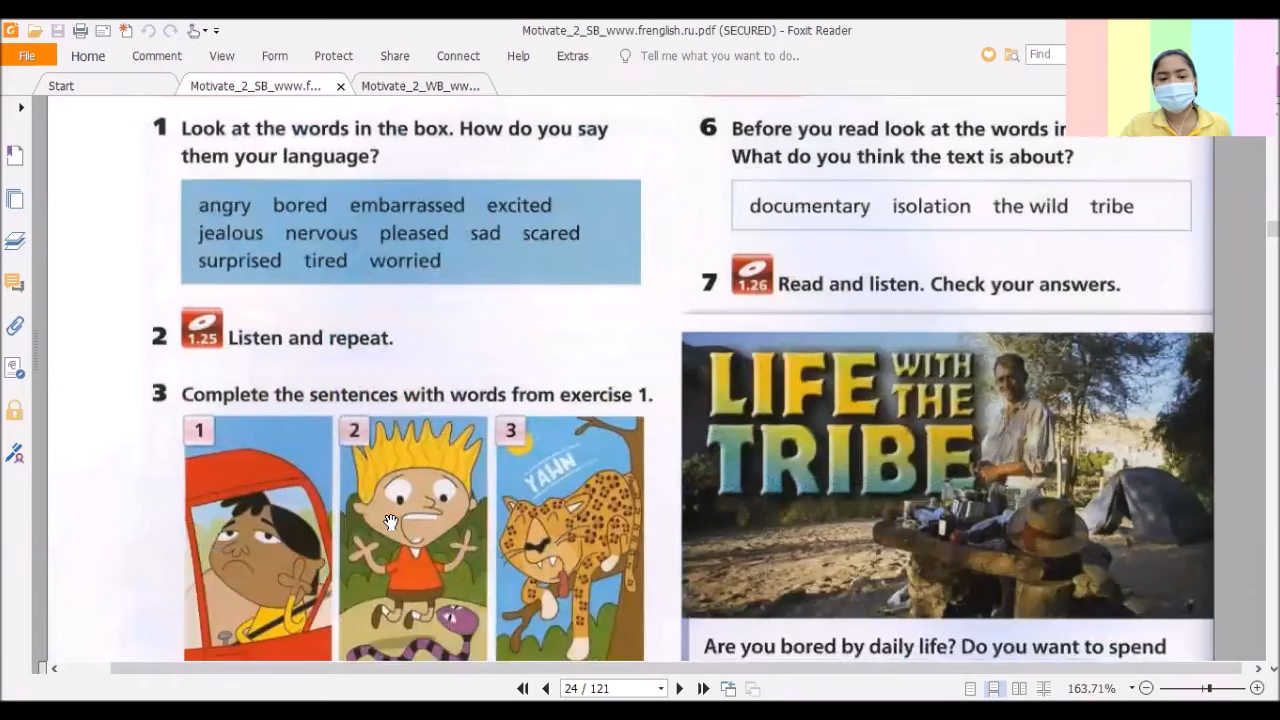 Motivate_2_SB_www.frenglish.ru.pdf (SECURED) - Foxit Reader
File Home Comment View Form Protect Share Connect Help Extras Tell me what you want to do.. Find
Start Motivate_2_SB_www.f... Motivate_2_WB_ww...
1 Look at the words in the box. How do you say
them your language?
angry bored embarrassed excited
jealous nervous pleased sad scared
surprised tired worried
2 1.25 Listen and repeat.
3 Complete the sentences with words from exercise 1.
1 2 3
YAWN
6 Before you read look at the words in
What do you think the text is about?
documentary isolation the wild tribe
7 1.26 Read and listen. Check your answers.
LIFE WITH
THE
TRIBE
Are you bored by daily life? Do you want to spend
24 / 121 163.71%